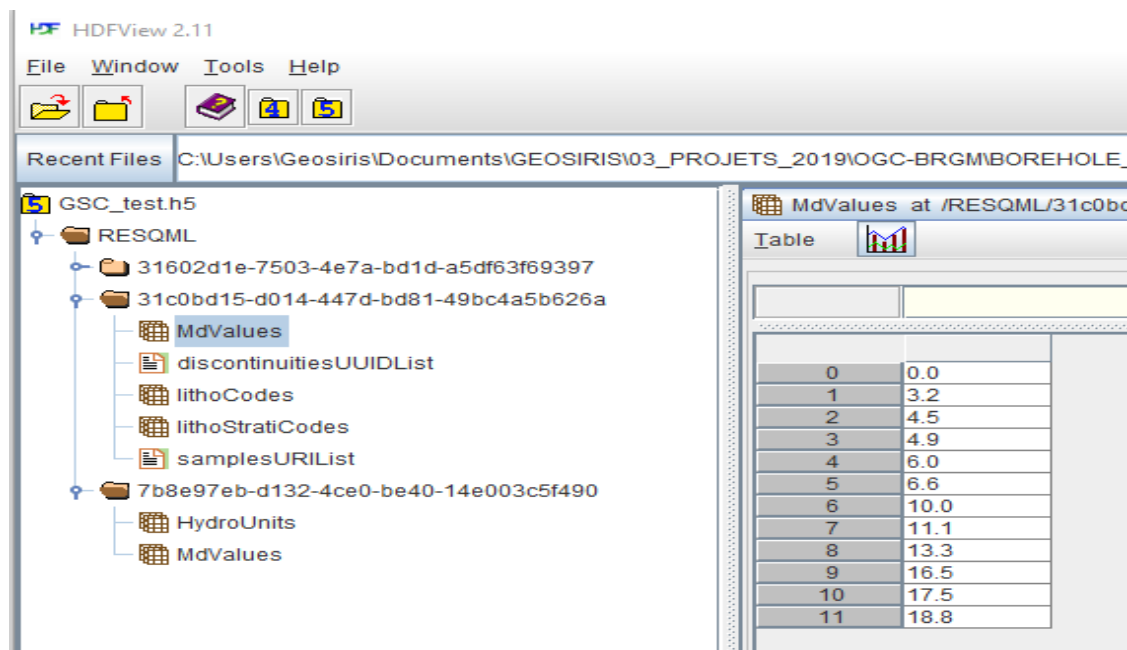 HDF HDFView 2.11
File Window Tools Help
4 5
Recent Files C:\Users\Geosiris\Documents\GEOSIRIS\03_PROJETS_2019\OGC-BRGM\BOREHOLE_
5 GSC_test.h5
RESQML
31602d1e-7503-4e7a-bd1d-a5df63f69397
31c0bd15-d014-447d-bd81-49bc4a5b626a
MdValues
discontinuitiesUUIDList
lithoCodes
lithoStratiCodes
samplesURIList
7b8e97eb-d132-4ce0-be40-14e003c5f490
HydroUnits
MdValues
MdValues at /RESQML/31c0bd
Table
0 0.0
1 3.2
2 4.5
3 4.9
4 6.0
5 6.6
6 10.0
7 11.1
8 13.3
9 16.5
10 17.5
11 18.8